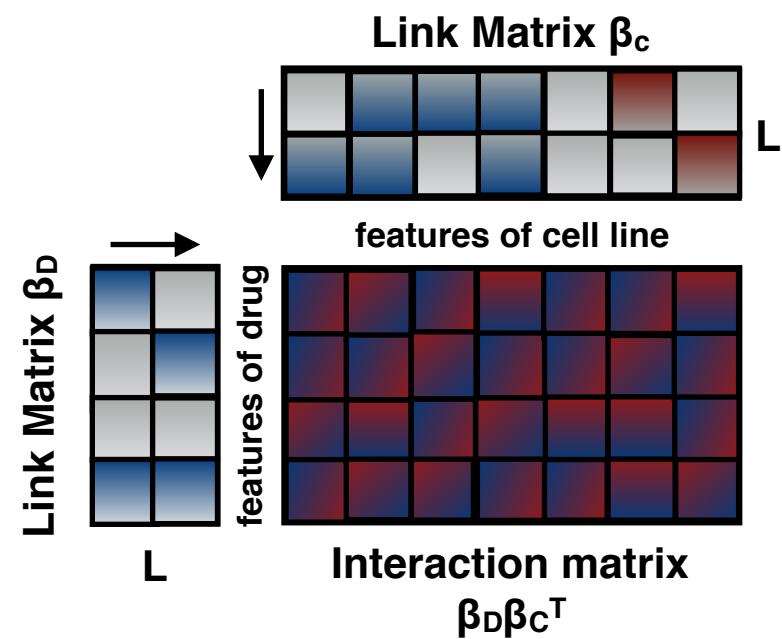 Link Matrix βc
L
features of cell line
Link Matrix βD
features of drug
L
Interaction matrix
βDβCT